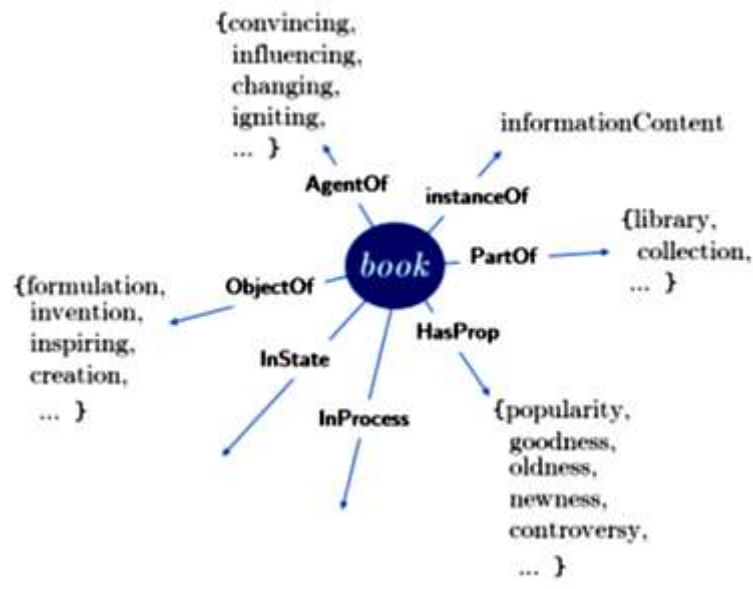 {convincing,
influencing,
changing,
igniting,
... }
informationContent
AgentOf
instanceOf
{library,
collection,
... }
PartOf
book
ObjectOf
{formulation,
invention,
inspiring,
creation,
... }
HasProp
InState
InProcess
{popularity,
goodness,
oldness,
newness,
controversy,
... }